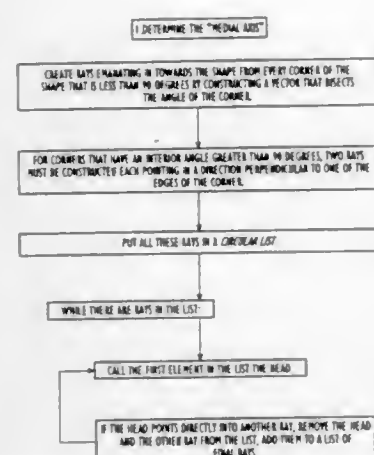 I DETERMINE THE "MEDIAL AXIS"
CREATE RAYS EMANATING IN TOWARDS THE SHAPE FROM EVERY CORNER OF THE
SHAPE THAT IS LESS THAN 90 DEGREES BY CONSTRUCTING A VECTOR THAT BISECTS
THE ANGLE OF THE CORNER.
FOR CORNERS THAT HAVE AN INTERIOR ANGLE GREATER THAN 90 DEGREES, TWO RAYS
MUST BE CONSTRUCTED EACH POINTING IN A DIRECTION PERPENDICULAR TO ONE OF THE
EDGES OF THE CORNER.
PUT ALL THESE RAYS IN A CIRCULAR LIST
WHILE THERE ARE RAYS IN THE LIST:
CALL THE FIRST ELEMENT IN THE LIST THE HEAD
IF THE HEAD POINTS DIRECTLY INTO ANOTHER RAY, REMOVE THE HEAD
AND THE OTHER RAY FROM THE LIST, ADD THEM TO A LIST OF
FINAL RAYS